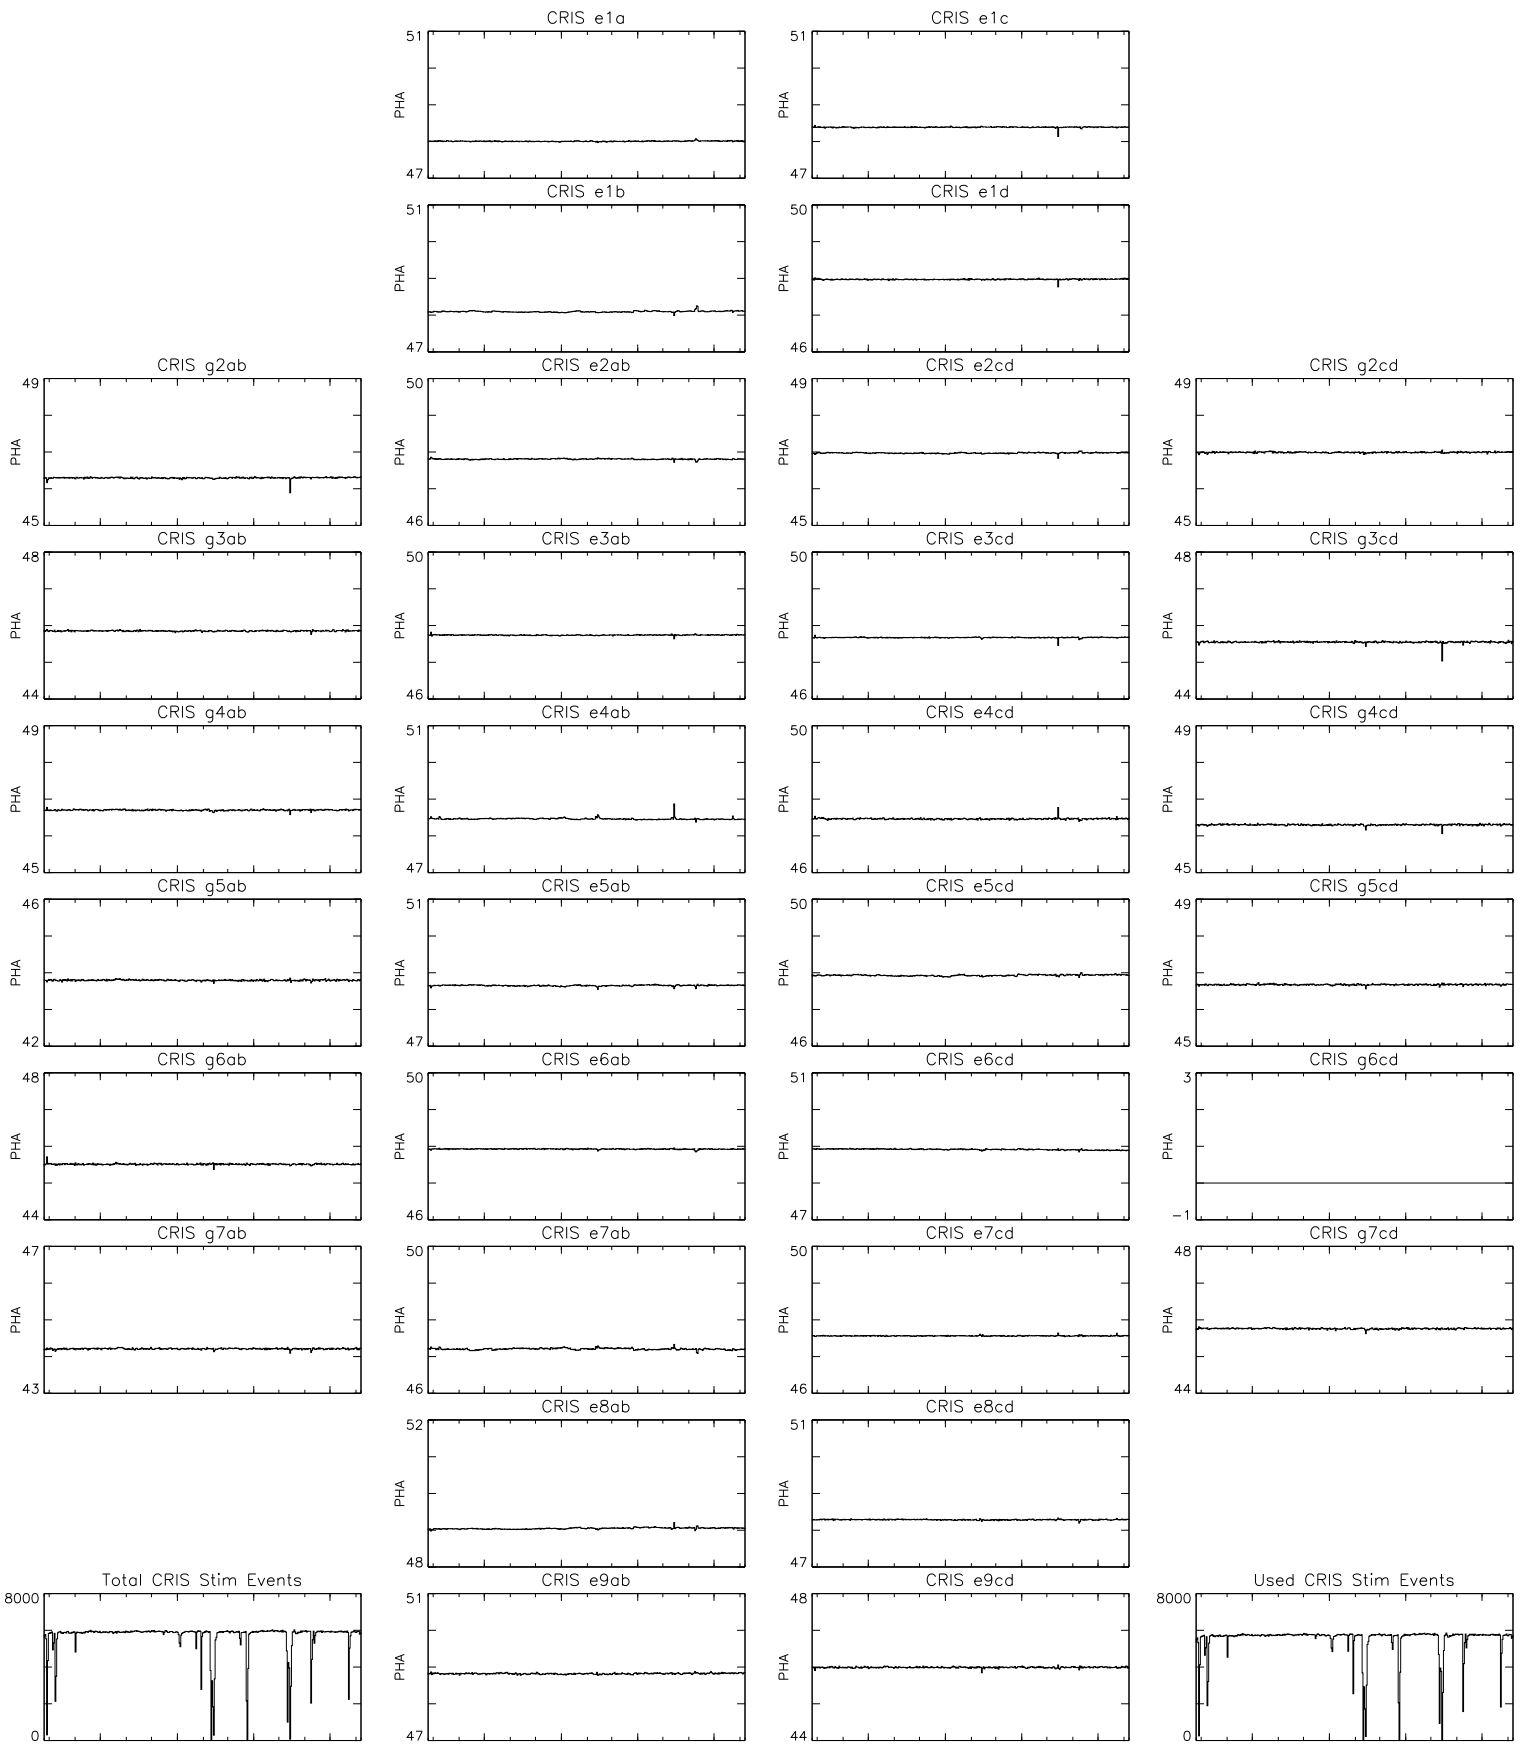 CRIS e1a
51
PHA
47
CRIS e1c
51
PHA
47
CRIS e1b
51
PHA
47
CRIS e1d
50
PHA
46
CRIS g2ab
49
PHA
45
CRIS e2ab
50
PHA
46
CRIS e2cd
49
PHA
45
CRIS g2cd
49
PHA
45
CRIS g3ab
48
PHA
44
CRIS e3ab
50
PHA
46
CRIS e3cd
50
PHA
46
CRIS g3cd
48
PHA
44
CRIS g4ab
49
PHA
45
CRIS e4ab
51
PHA
47
CRIS e4cd
50
PHA
46
CRIS g4cd
49
PHA
45
CRIS g5ab
46
PHA
42
CRIS e5ab
51
PHA
47
CRIS e5cd
50
PHA
46
CRIS g5cd
49
PHA
45
CRIS g6ab
48
PHA
44
CRIS e6ab
50
PHA
46
CRIS e6cd
51
PHA
47
CRIS g6cd
3
PHA
-1
CRIS g7ab
47
PHA
43
CRIS e7ab
50
PHA
46
CRIS e7cd
50
PHA
46
CRIS g7cd
48
PHA
44
CRIS e8ab
52
PHA
48
CRIS e8cd
51
PHA
47
Total CRIS Stim Events
8000
0
CRIS e9ab
51
PHA
47
CRIS e9cd
48
PHA
44
Used CRIS Stim Events
8000
0